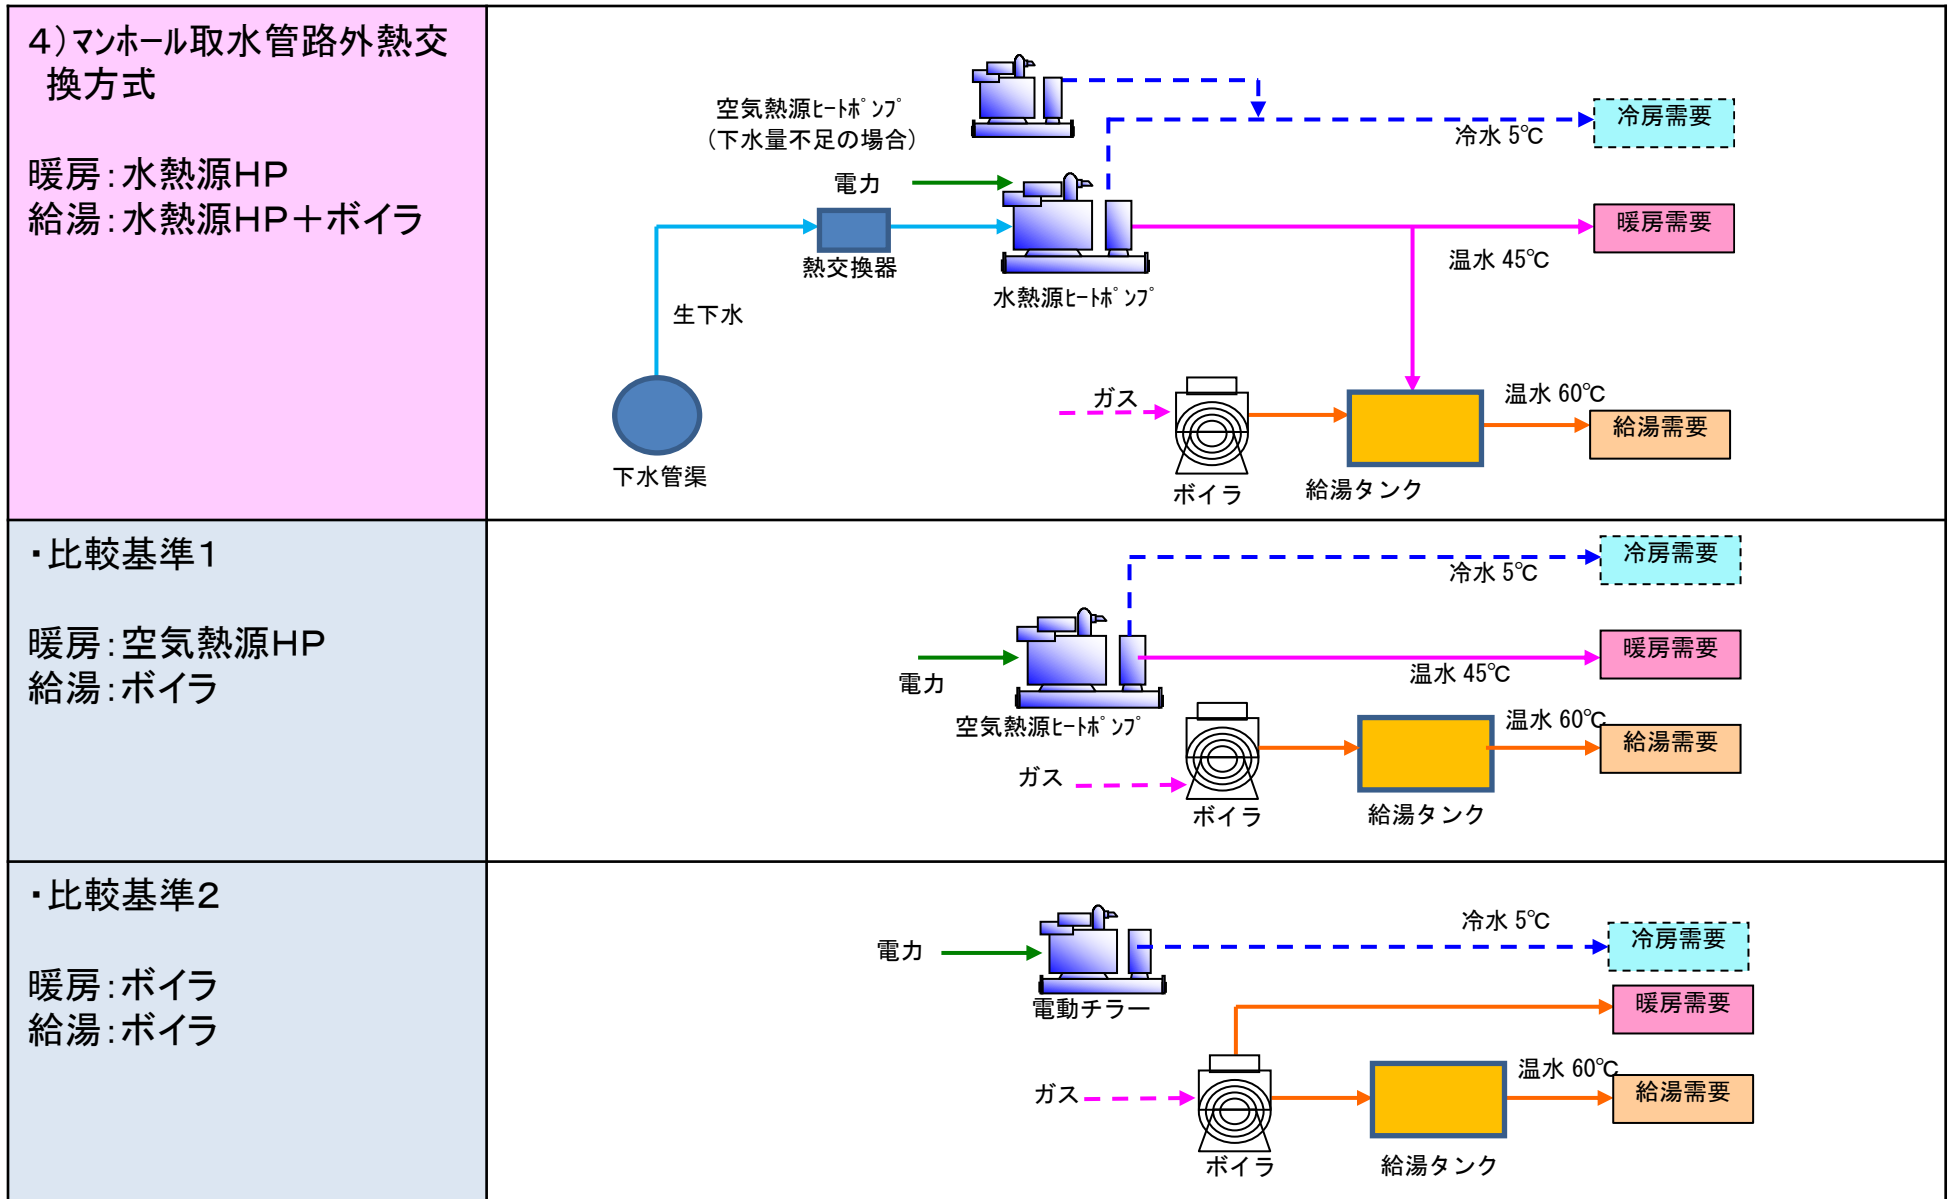 ４）マンホール取水管路外熱交
換方式
暖房：水熱源ＨＰ
給湯：水熱源ＨＰ＋ボイラ
空気熱源ﾋｰﾄﾎﾟﾝﾌﾟ
（下水量不足の場合）
電力
熱交換器
水熱源ﾋｰﾄﾎﾟﾝﾌﾟ
生下水
下水管渠
冷水 5℃
冷房需要
温水 45℃
暖房需要
ガス
ボイラ
給湯タンク
温水 60℃
給湯需要
・比較基準１
暖房：空気熱源ＨＰ
給湯：ボイラ
電力
空気熱源ﾋｰﾄﾎﾟﾝﾌﾟ
冷水 5℃
冷房需要
温水 45℃
暖房需要
ガス
ボイラ
給湯タンク
温水 60℃
給湯需要
・比較基準２
暖房：ボイラ
給湯：ボイラ
電力
電動チラー
冷水 5℃
冷房需要
暖房需要
ガス
ボイラ
給湯タンク
温水 60℃
給湯需要